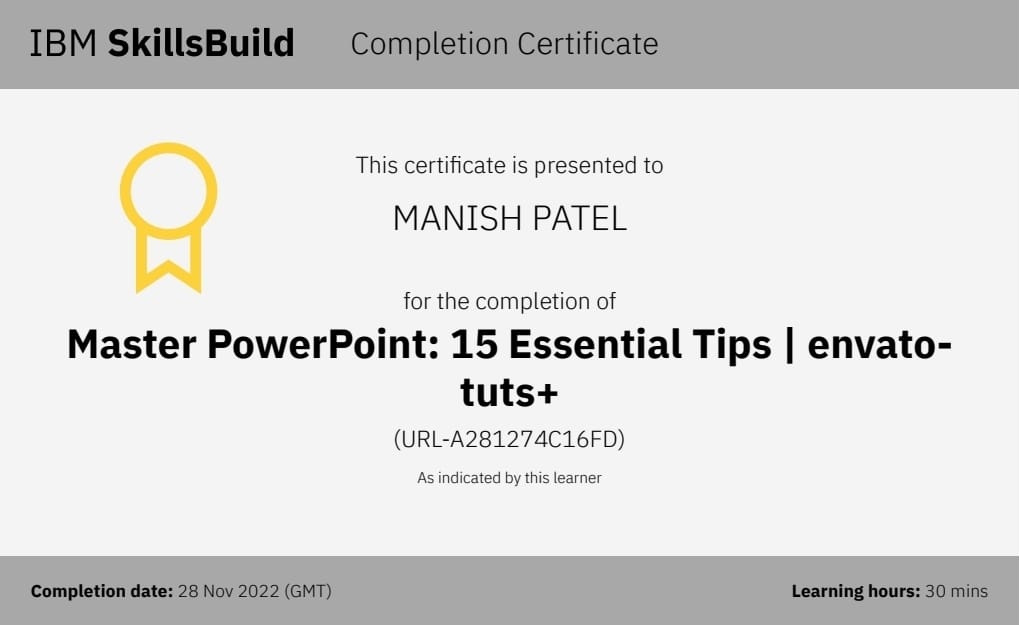 IBM SkillsBuild Completion Certificate
This certificate is presented to
MANISH PATEL
for the completion of
Master PowerPoint: 15 Essential Tips | envato-
tuts+
(URL-A281274C16FD)
As indicated by this learner
Completion date: 28 Nov 2022 (GMT) Learning hours: 30 mins